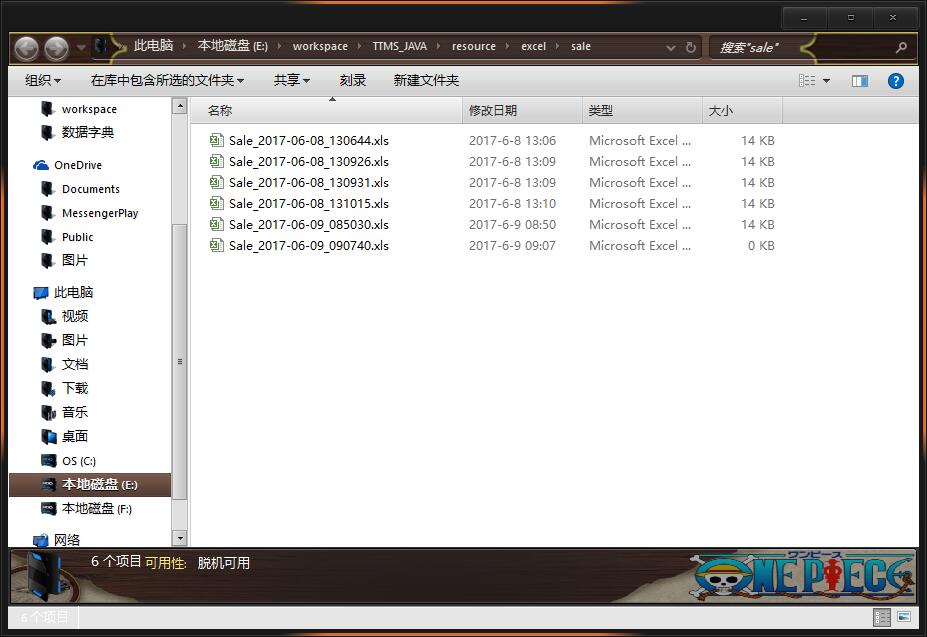 此电脑 本地磁盘 (E:) workspace TTMS_JAVA resource excel sale 搜索"sale"
组织 在库中包含所选的文件夹 共享 刻录 新建文件夹
名称 修改日期 类型 大小
Sale_2017-06-08_130644.xls 2017-6-8 13:06 Microsoft Excel ... 14 KB
Sale_2017-06-08_130926.xls 2017-6-8 13:09 Microsoft Excel ... 14 KB
Sale_2017-06-08_130931.xls 2017-6-8 13:09 Microsoft Excel ... 14 KB
Sale_2017-06-08_131015.xls 2017-6-8 13:10 Microsoft Excel ... 14 KB
Sale_2017-06-09_085030.xls 2017-6-9 08:50 Microsoft Excel ... 14 KB
Sale_2017-06-09_090740.xls 2017-6-9 09:07 Microsoft Excel ... 0 KB
workspace
数据字典
OneDrive
Documents
MessengerPlay
Public
图片
此电脑
视频
图片
文档
下载
音乐
桌面
OS (C:)
本地磁盘 (E:)
本地磁盘 (F:)
网络
6 个项目 可用性: 脱机可用
ワンピース
ONE PIECE
6 个项目